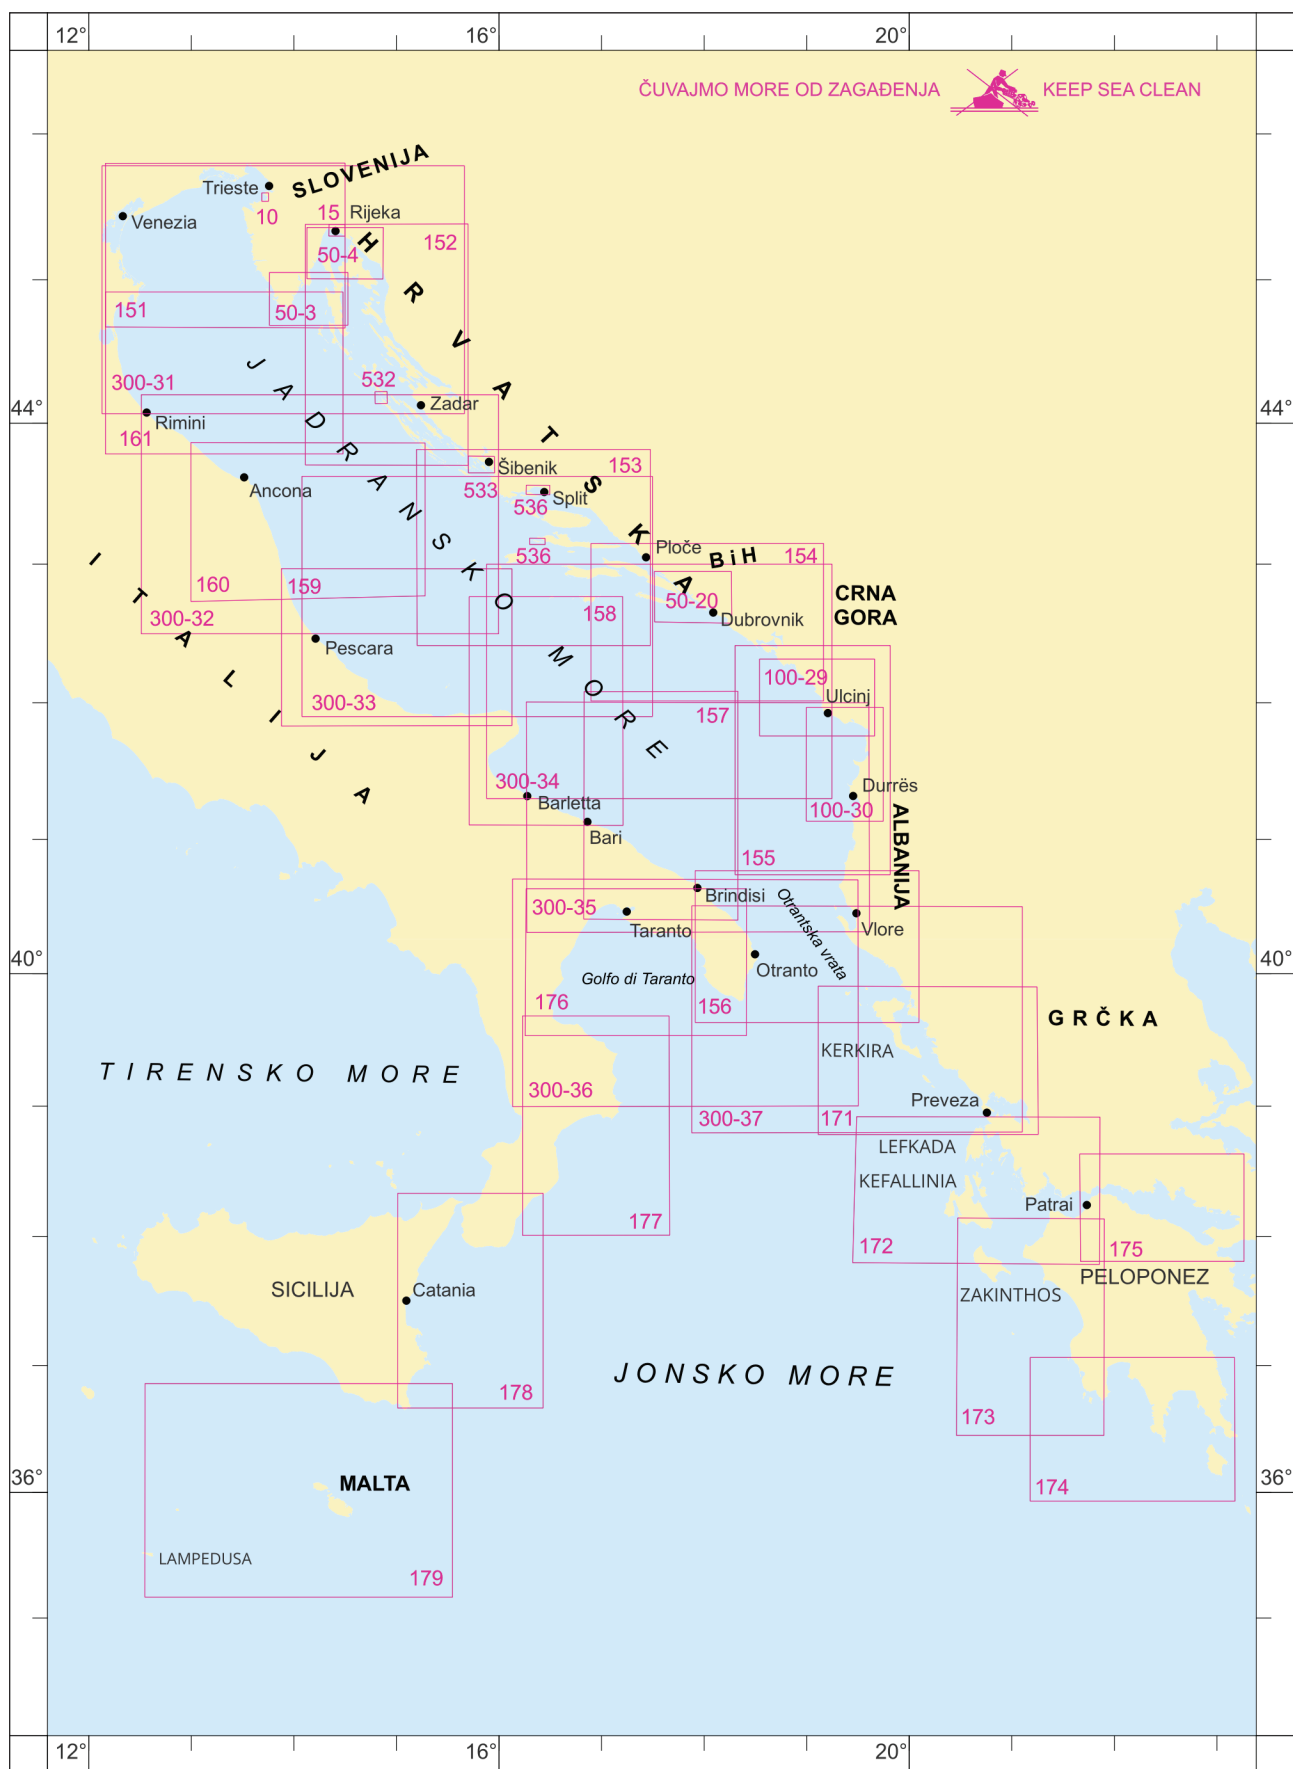 12°
16°
20°
ČUVAJMO MORE OD ZAGAĐENJA
KEEP SEA CLEAN
SLOVENIJA
Trieste
10
15
Rijeka
Venezia
152
50-4
HRVATSKA
151
50-3
JADRANSKO MORE
300-31
532
Zadar
44°
44°
Rimini
161
Šibenik
153
Ancona
533
Split
536
536
Ploče
BiH
154
ITALIJA
160
159
50-20
CRNA
GORA
300-32
158
Dubrovnik
Pescara
100-29
300-33
Ulcinj
157
300-34
Durrës
Barletta
100-30
Bari
ALBANIJA
155
Brindisi
300-35
Otrantska vrata
Taranto
Vlore
40°
40°
Otranto
Golfo di Taranto
176
156
GRČKA
KERKIRA
TIRENSKO MORE
300-36
Preveza
300-37
171
LEFKADA
KEFALLINIA
Patrai
177
172
175
SICILIJA
Catania
PELOPONEZ
ZAKINTHOS
JONSKO MORE
178
173
36°
36°
MALTA
174
LAMPEDUSA
179
12°
16°
20°